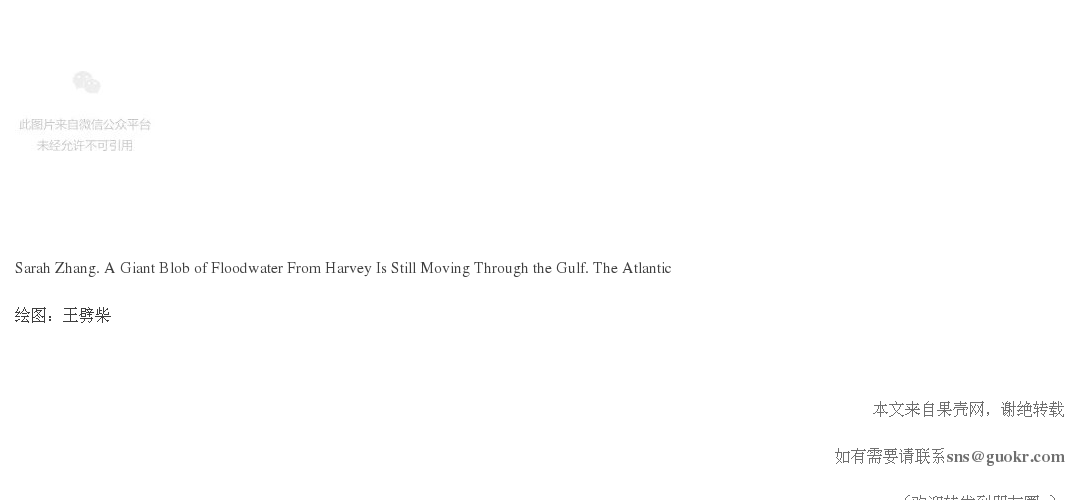 此图片来自微信公众平台
未经允许不可引用
Sarah Zhang. A Giant Blob of Floodwater From Harvey Is Still Moving Through the Gulf. The Atlantic
绘图：王劈柴
本文来自果壳网，谢绝转载
如有需要请联系sns@guokr.com